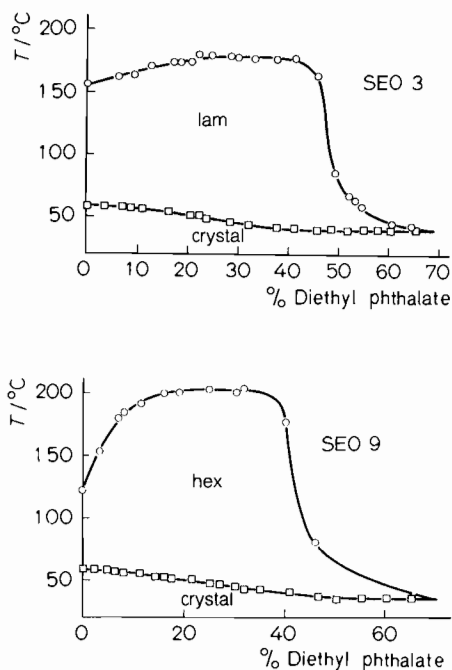 T/°C
200
SEO 3
150
lam
100
50
crystal
0 10 20 30 40 50 60 70
% Diethyl phthalate
T/°C
200
SEO 9
150
hex
100
50
crystal
0 20 40 60
% Diethyl phthalate